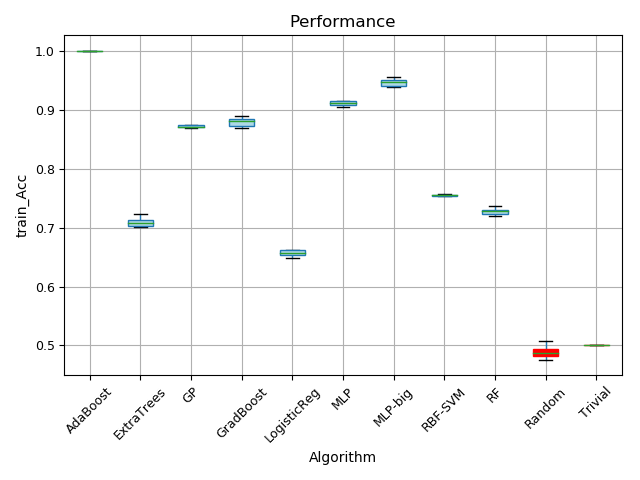 Performance
train_Acc
1.0
0.9
0.8
0.7
0.6
0.5
AdaBoost
ExtraTrees
GP
GradBoost
LogisticReg
MLP
MLP-big
RBF-SVM
RF
Random
Trivial
Algorithm